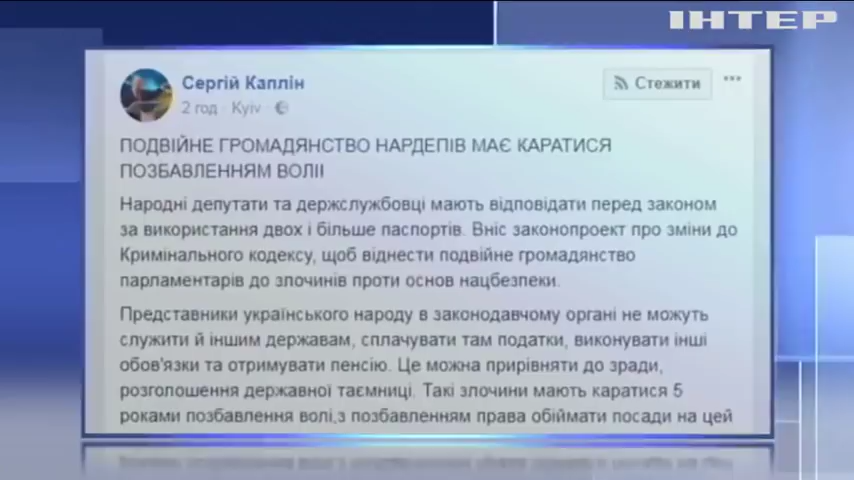 ІНТЕР
Сергій Каплін
Стежити
2 год · Kyiv ·
ПОДВІЙНЕ ГРОМАДЯНСТВО НАРДЕПІВ МАЄ КАРАТИСЯ
ПОЗБАВЛЕННЯМ ВОЛІІ
Народні депутати та держслужбовці мають відповідати перед законом
за використання двох і більше паспортів. Вніс законопроект про зміни до
Кримінального кодексу, щоб віднести подвійне громадянство
парламентарів до злочинів проти основ нацбезпеки.
Представники українського народу в законодавчому органі не можуть
служити й іншим державам, сплачувати там податки, виконувати інші
обов'язки та отримувати пенсію. Це можна прирівняти до зради,
розголошення державної таємниці. Такі злочини мають каратися 5
роками позбавлення волі,з позбавленням права обіймати посади на цей